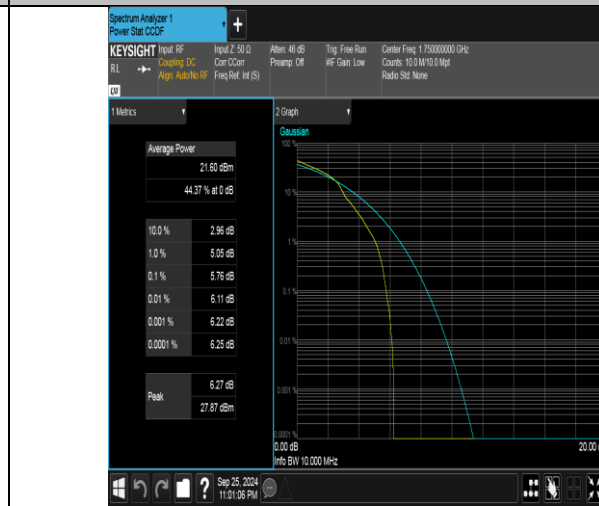 Spectrum Analyzer 1
Power Stat CCDF
+
KEYSIGHT
RL
Input: RF
Coupling: DC
Align: Auto/No RF
Input Z: 50 Ω
Corr CCorr
Freq Ref: Int (S)
Atten: 46 dB
Preamp: Off
Trig: Free Run
#IF Gain: Low
Center Freq: 1.750000000 GHz
Counts: 10.0 M/10.0 Mpt
Radio Std: None
1 Metrics
Average Power
21.60 dBm
44.37 % at 0 dB
10.0 % 2.96 dB
1.0 % 5.05 dB
0.1 % 5.76 dB
0.01 % 6.11 dB
0.001 % 6.22 dB
0.0001 % 6.25 dB
Peak 6.27 dB
27.87 dBm
2 Graph
Gaussian
100 %
10 %
1 %
0.1 %
0.01 %
0.001 %
0.0001 %
0.00 dB
20.00
Info BW 10.000 MHz
?
Sep 25, 2024
11:01:06 PM